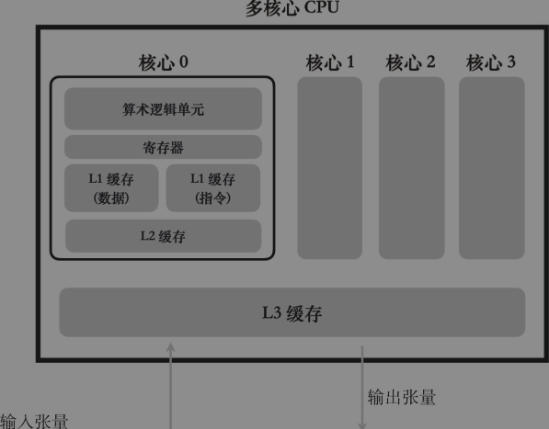 多核心 CPU
核心 0
核心 1
核心 2
核心 3
算术逻辑单元
寄存器
L1 缓存
(数据)
L1 缓存
(指令)
L2 缓存
L3 缓存
输出张量
输入张量